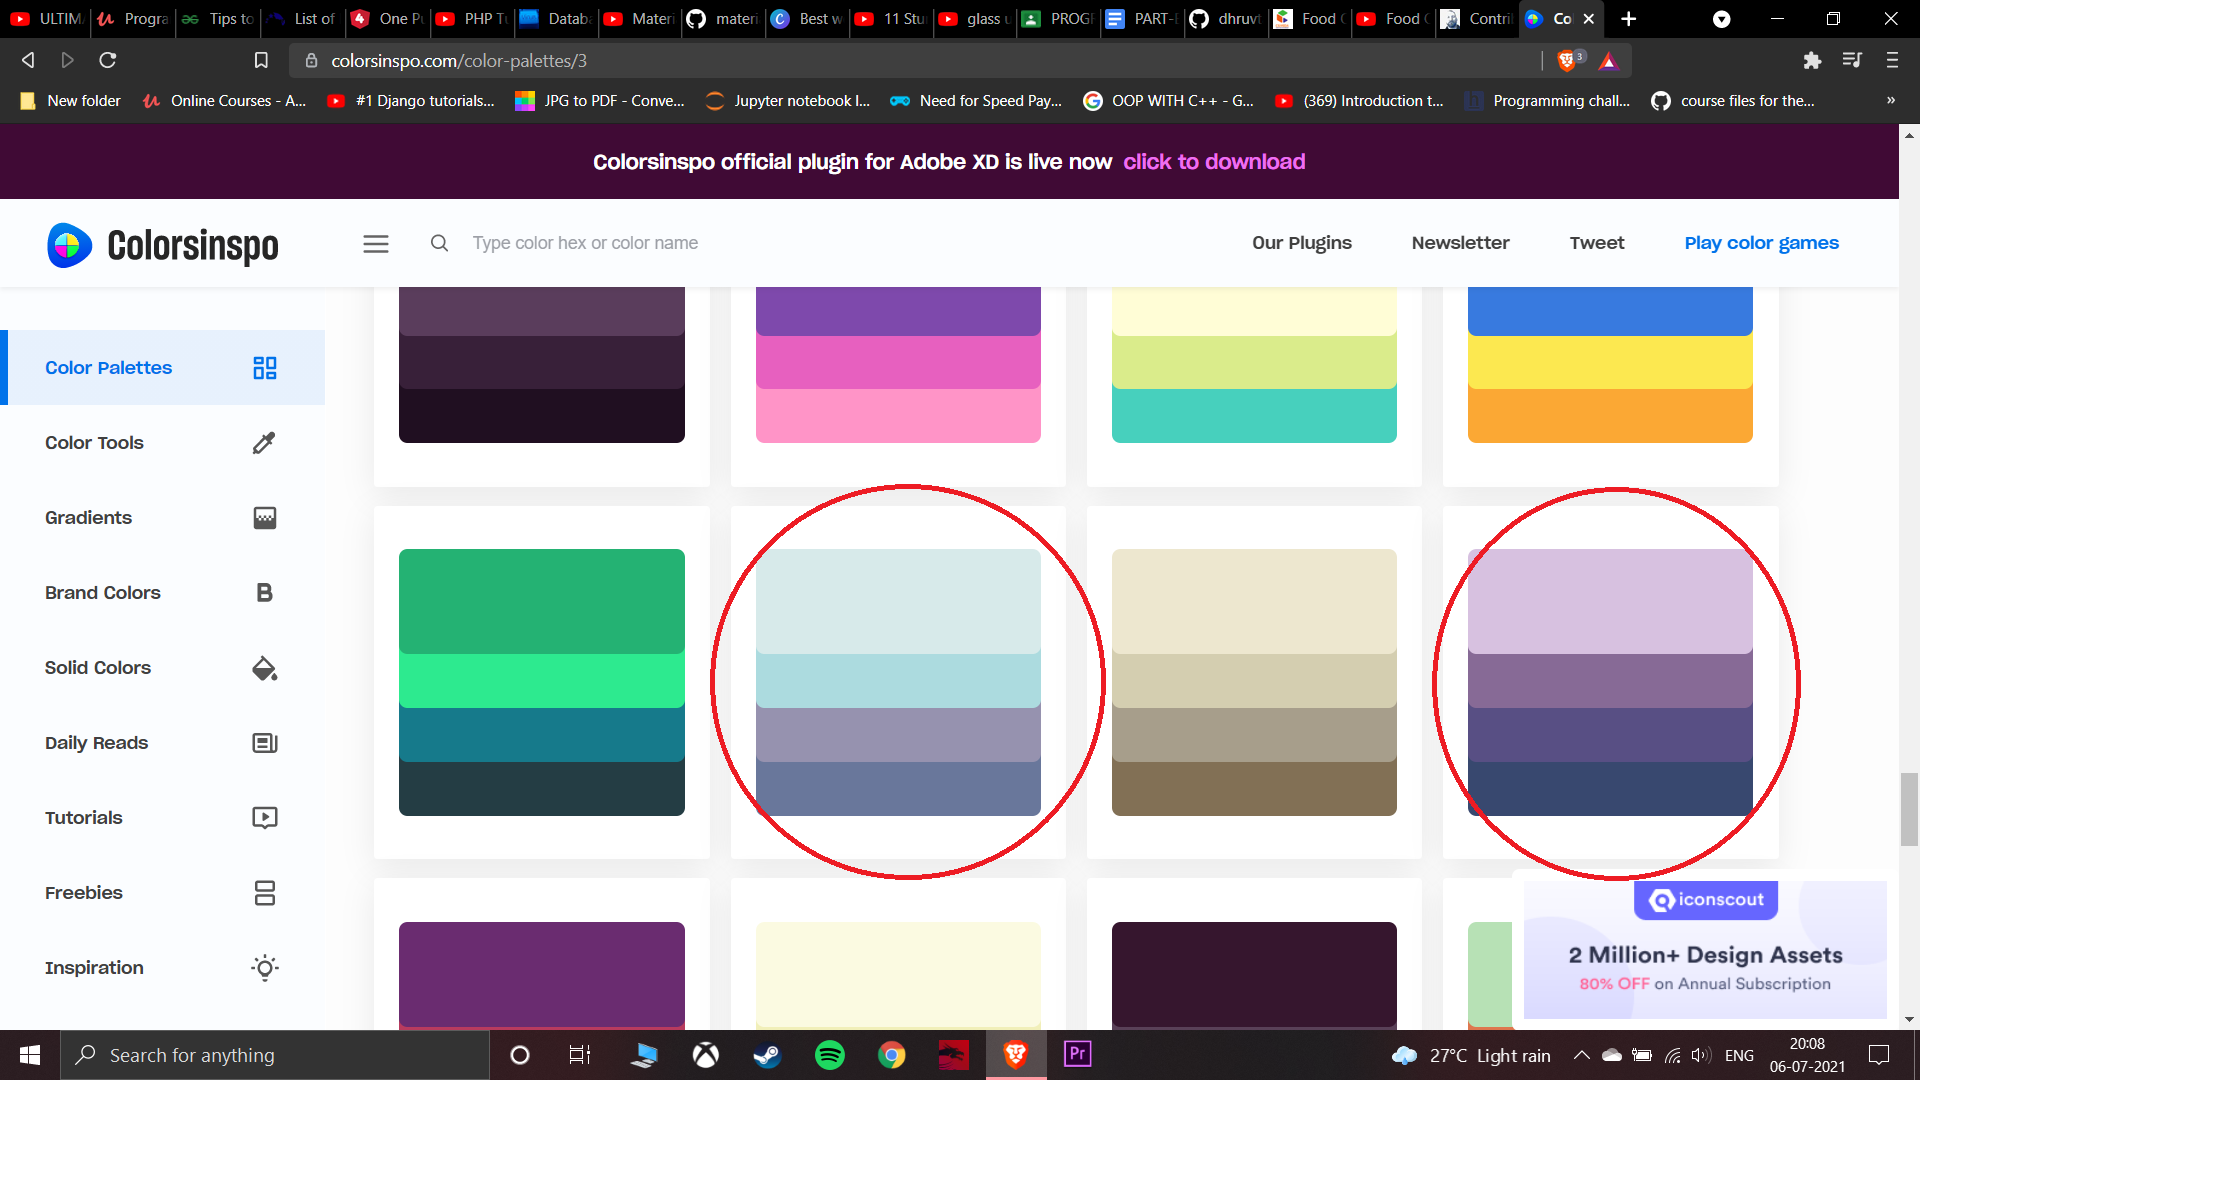 ULTIM Progra Tips to List of One Pu PHP Tu Datab Materi materi Best w 11 Stu glass u PROGR PART- dhruvt Food Food Contri Co
colorsinspo.com/color-palettes/3 3
New folder Online Courses - A... #1 Django tutorials... JPG to PDF - Conve... Jupyter notebook I... Need for Speed Pay... OOP WITH C++ - G... (369) Introduction t... Programming chall... course files for the... »
Colorsinspo official plugin for Adobe XD is live now click to download
Colorsinspo Type color hex or color name Our Plugins Newsletter Tweet Play color games
Color Palettes
Color Tools
Gradients
Brand Colors B
Solid Colors
Daily Reads
Tutorials
Freebies
Inspiration
iconscout
2 Million+ Design Assets
80% OFF on Annual Subscription
Search for anything Pr 27°C Light rain ENG 20:08
06-07-2021